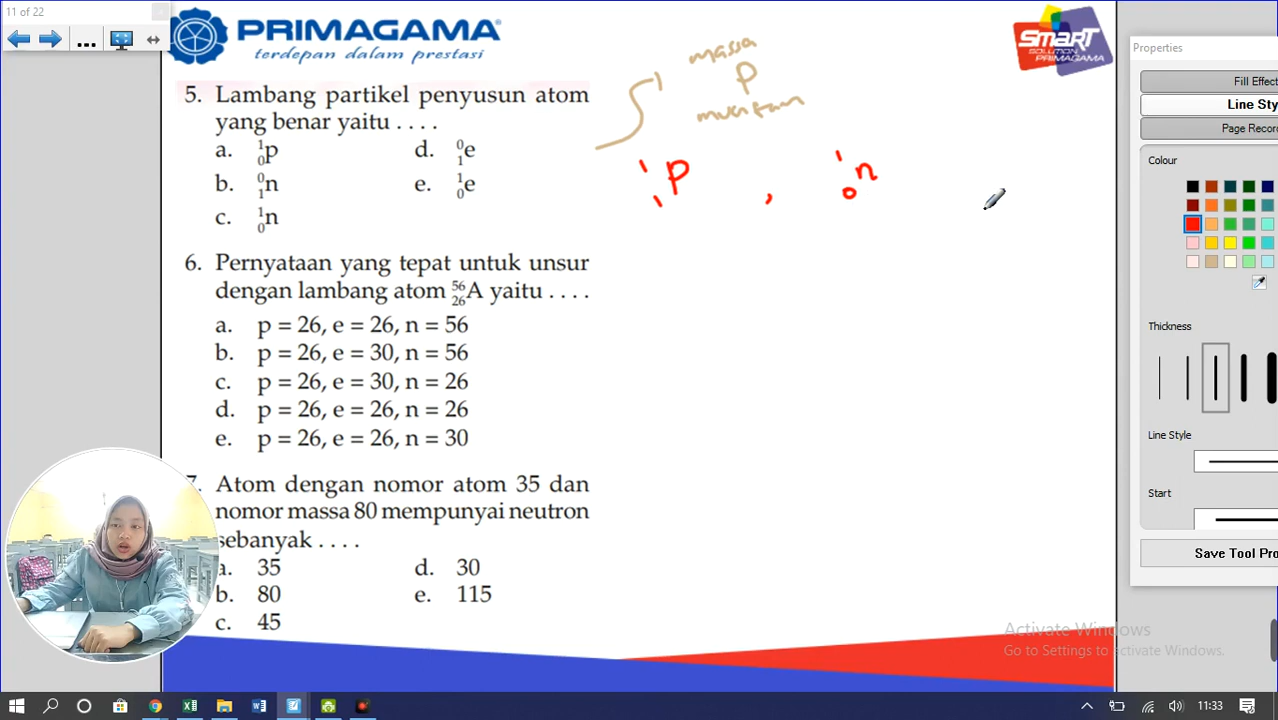 11 of 22
PRIMAGAMA
terdepan dalam prestasi
SMART
SOLUTION
PRIMAGAMA
Properties
Fill Effect
Line Sty
Page Recor
Colour
Thickness
Line Style
Start
Save Tool Pro
massa
p
muatan
1 p , 1 n
1 0
5. Lambang partikel penyusun atom
yang benar yaitu . . . .
a. ¹₀p d. ⁰₁e
b. ⁰₁n e. ¹₀e
c. ¹₀n
6. Pernyataan yang tepat untuk unsur
dengan lambang atom ⁵⁶₂₆A yaitu . . . .
a. p = 26, e = 26, n = 56
b. p = 26, e = 30, n = 56
c. p = 26, e = 30, n = 26
d. p = 26, e = 26, n = 26
e. p = 26, e = 26, n = 30
7. Atom dengan nomor atom 35 dan
nomor massa 80 mempunyai neutron
sebanyak . . . .
a. 35 d. 30
b. 80 e. 115
c. 45
Activate Windows
Go to Settings to activate Windows.
11:33